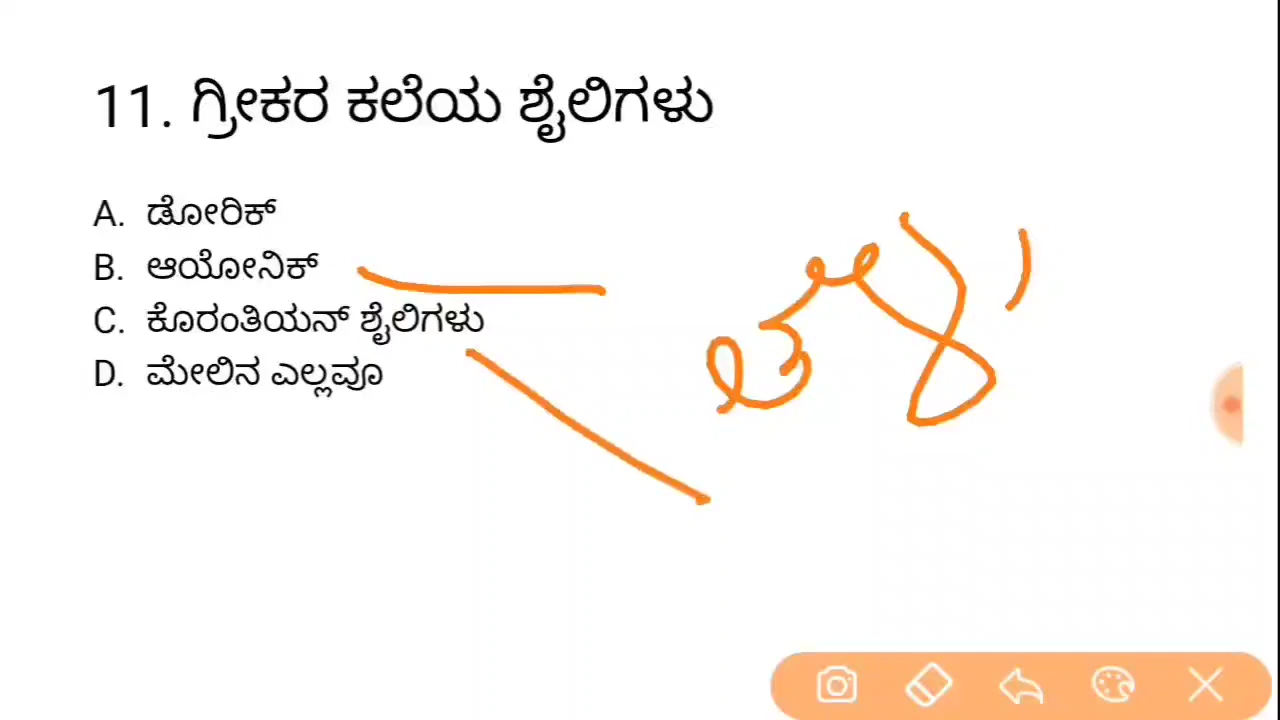 11. ಗ್ರೀಕರ ಕಲೆಯ ಶೈಲಿಗಳು
A. ಡೋರಿಕ್
B. ಆಯೋನಿಕ್
C. ಕೊರಂತಿಯನ್ ಶೈಲಿಗಳು
D. ಮೇಲಿನ ಎಲ್ಲವೂ